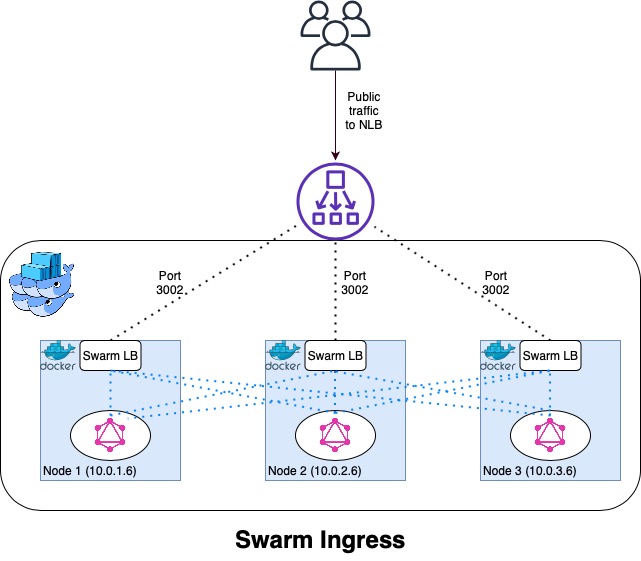 Public
traffic
to NLB
Port
3002
Port
3002
Port
3002
docker
Swarm LB
docker
Swarm LB
docker
Swarm LB
Node 1 (10.0.1.6)
Node 2 (10.0.2.6)
Node 3 (10.0.3.6)
Swarm Ingress